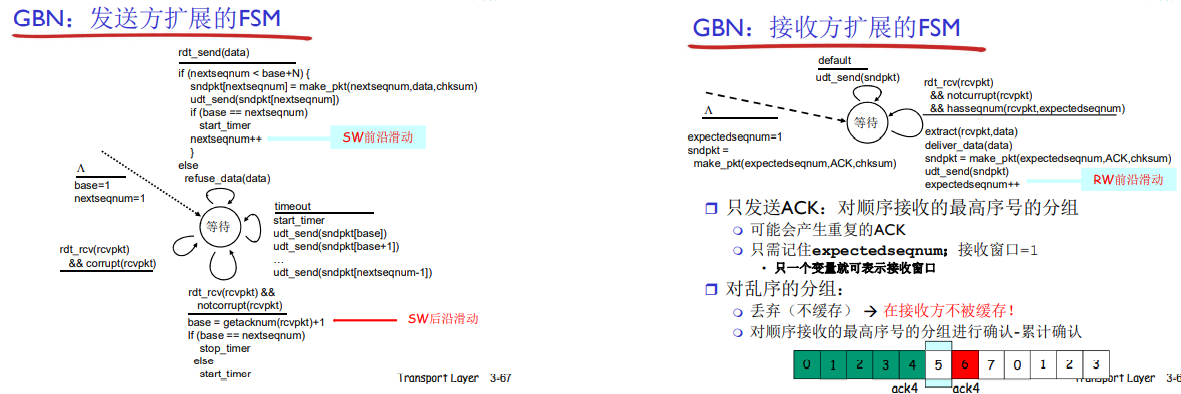 GBN：发送方扩展的FSM
rdt_send(data)
if (nextseqnum < base+N) {
sndpkt[nextseqnum] = make_pkt(nextseqnum,data,chksum)
udt_send(sndpkt[nextseqnum])
if (base == nextseqnum)
start_timer
nextseqnum++
SW前沿滑动
}
else
refuse_data(data)
Λ
base=1
nextseqnum=1
等待
timeout
start_timer
udt_send(sndpkt[base])
udt_send(sndpkt[base+1])
…
udt_send(sndpkt[nextseqnum-1])
rdt_rcv(rcvpkt)
&& corrupt(rcvpkt)
rdt_rcv(rcvpkt) &&
notcorrupt(rcvpkt)
base = getacknum(rcvpkt)+1
SW后沿滑动
If (base == nextseqnum)
stop_timer
else
start_timer
Transport Layer 3-67
GBN：接收方扩展的FSM
default
udt_send(sndpkt)
rdt_rcv(rcvpkt)
&& notcurrupt(rcvpkt)
&& hasseqnum(rcvpkt,expectedseqnum)
Λ
等待
expectedseqnum=1
sndpkt =
make_pkt(expectedseqnum,ACK,chksum)
extract(rcvpkt,data)
deliver_data(data)
sndpkt = make_pkt(expectedseqnum,ACK,chksum)
udt_send(sndpkt)
expectedseqnum++
RW前沿滑动
只发送ACK：对顺序接收的最高序号的分组
可能会产生重复的ACK
只需记住expectedseqnum；接收窗口=1
• 只一个变量就可表示接收窗口
对乱序的分组：
丢弃（不缓存） → 在接收方不被缓存！
对顺序接收的最高序号的分组进行确认-累计确认
0 1 2 3 4 5 6 7 0 1 2 3
ack4 ack4
Transport Layer 3-6